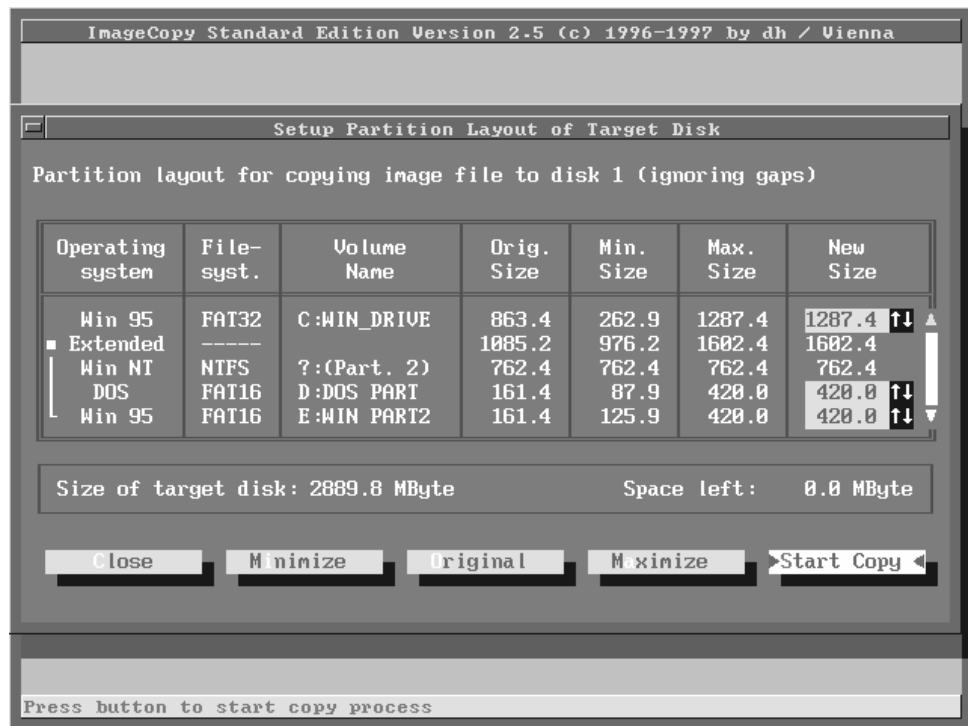 ImageCopy Standard Edition Version 2.5 (c) 1996-1997 by dh / Vienna
Setup Partition Layout of Target Disk
Partition layout for copying image file to disk 1 (ignoring gaps)
Operating File- Volume Orig. Min. Max. New
system syst. Name Size Size Size Size
Win 95 FAT32 C:WIN_DRIVE 863.4 262.9 1287.4 1287.4 ↑↓
Extended ----- 1085.2 976.2 1602.4 1602.4
Win NT NTFS ?:(Part. 2) 762.4 762.4 762.4 762.4
DOS FAT16 D:DOS PART 161.4 87.9 420.0 420.0 ↑↓
Win 95 FAT16 E:WIN PART2 161.4 125.9 420.0 420.0 ↑↓
Size of target disk: 2889.8 MByte Space left: 0.0 MByte
Close Minimize Original Maximize Start Copy
Press button to start copy process